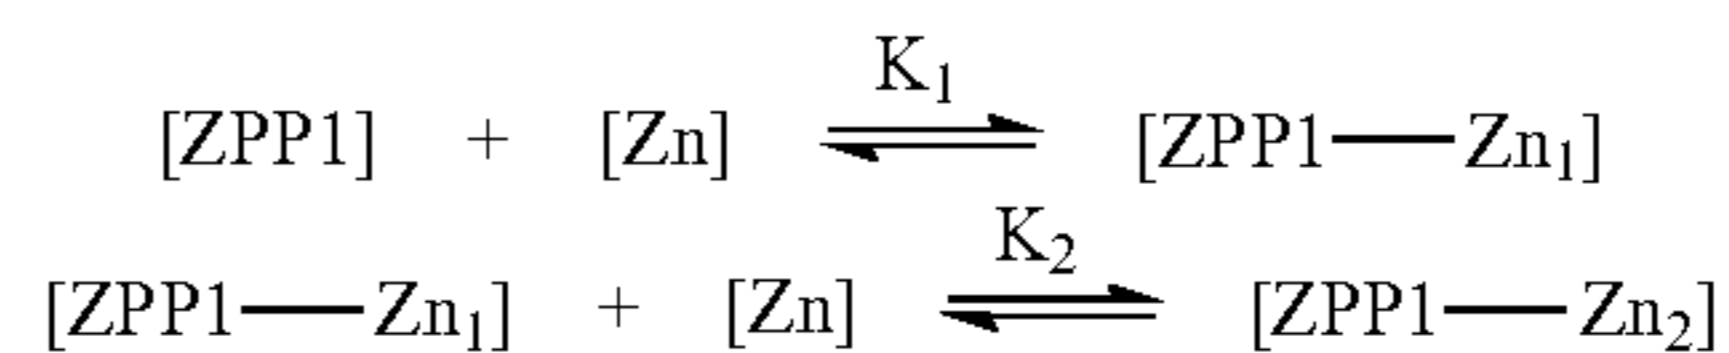 K₁
[ZPP1] + [Zn] ⇌ [ZPP1—Zn₁]
K₂
[ZPP1—Zn₁] + [Zn] ⇌ [ZPP1—Zn₂]